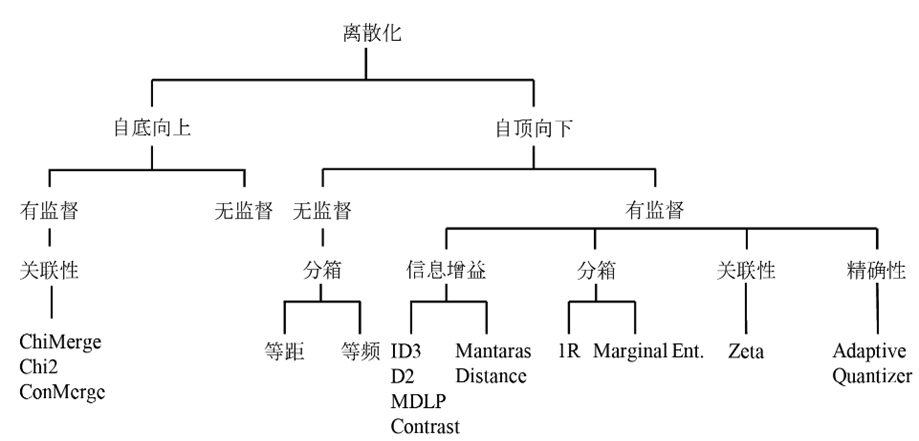 离散化
自底向上
自顶向下
有监督
无监督
无监督
有监督
关联性
分箱
信息增益
分箱
关联性
精确性
ChiMerge
Chi2
ConMerge
等距
等频
ID3
D2
MDLP
Contrast
Mantaras
Distance
1R
Marginal Ent.
Zeta
Adaptive
Quantizer